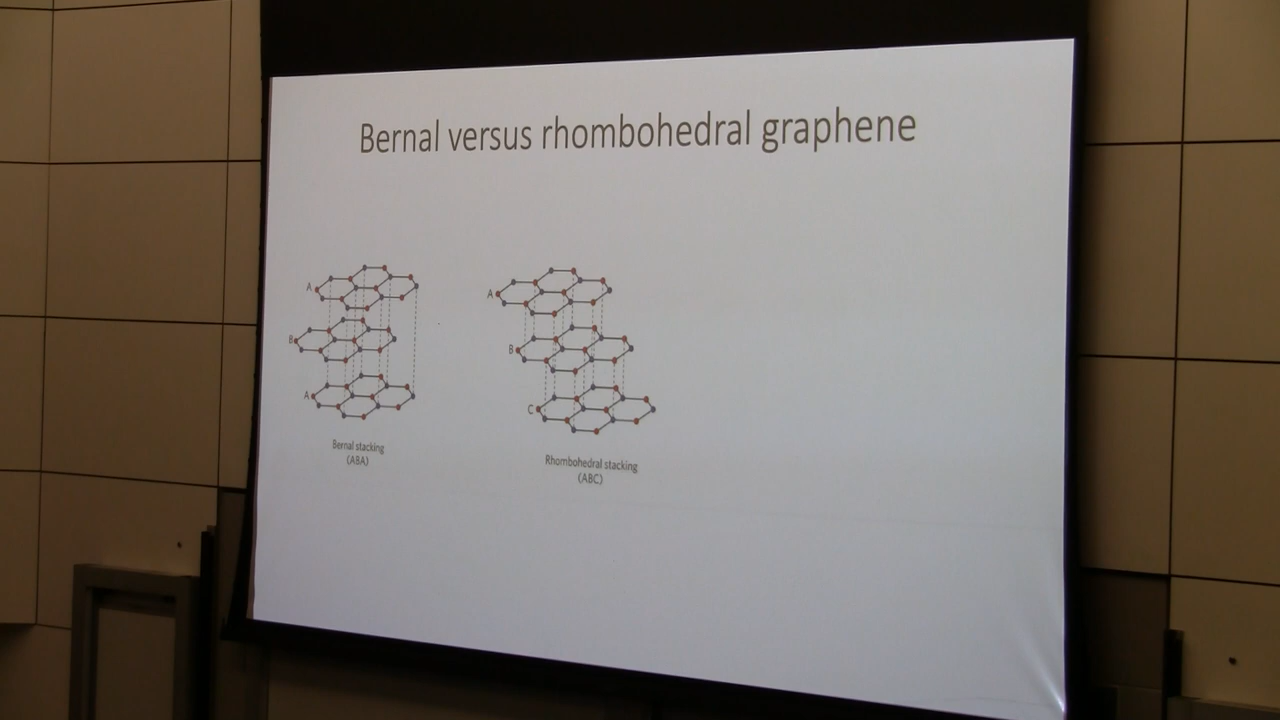 Bernal versus rhombohedral graphene
A
B
A
Bernal stacking
(ABA)
A
B
C
Rhombohedral stacking
(ABC)